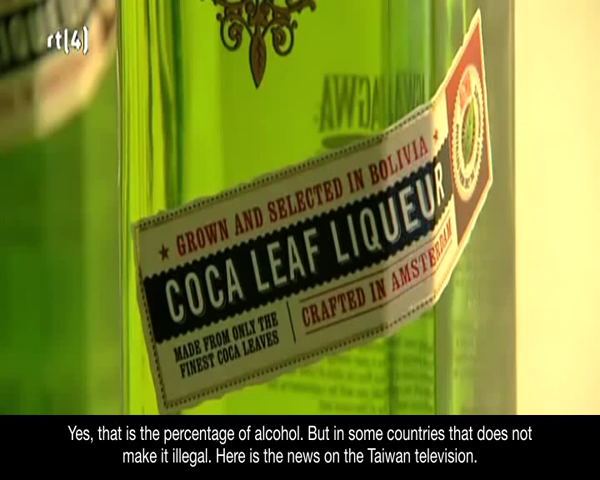 rt(4)
AGWA
★ GROWN AND SELECTED IN BOLIVIA ★
COCA LEAF LIQUEUR
MADE FROM ONLY THE
FINEST COCA LEAVES
CRAFTED IN AMSTERDAM
Yes, that is the percentage of alcohol. But in some countries that does not
make it illegal. Here is the news on the Taiwan television.